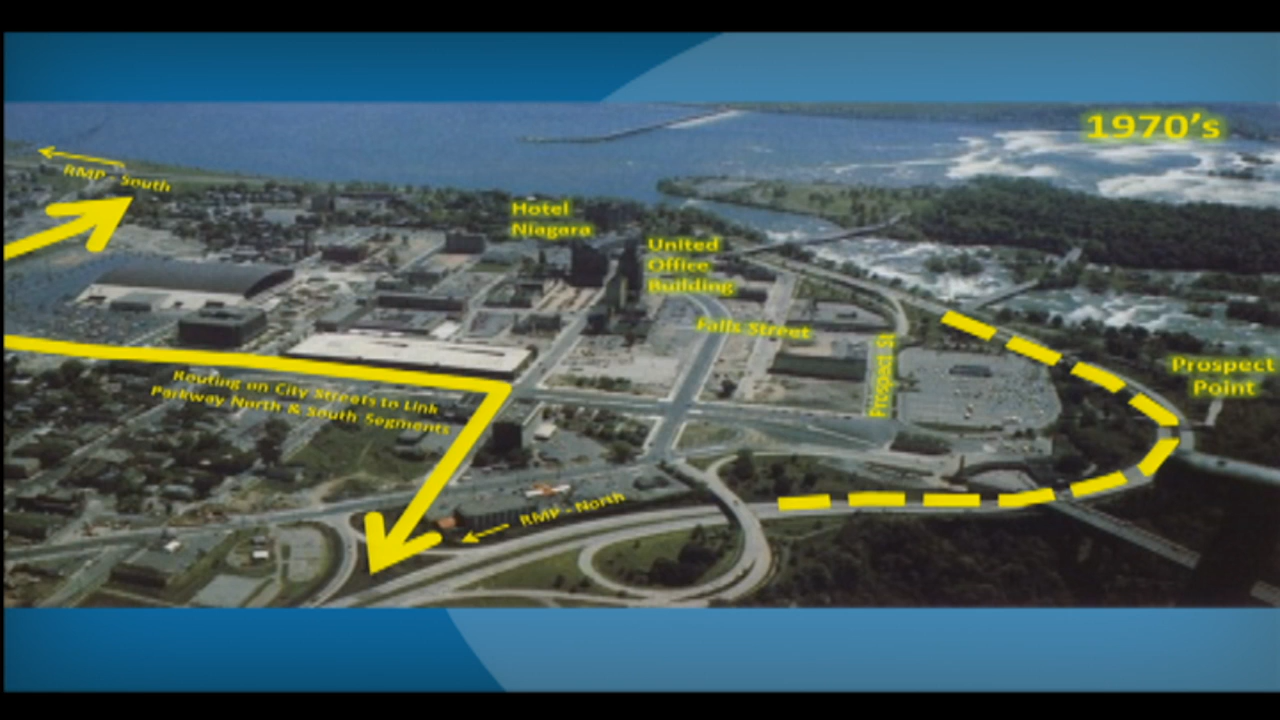 1970's
RMP - South
Hotel
Niagara
United
Office
Building
Falls Street
Prospect St
Prospect
Point
Routing on City Streets to Link
Parkway North & South Segments
RMP - North